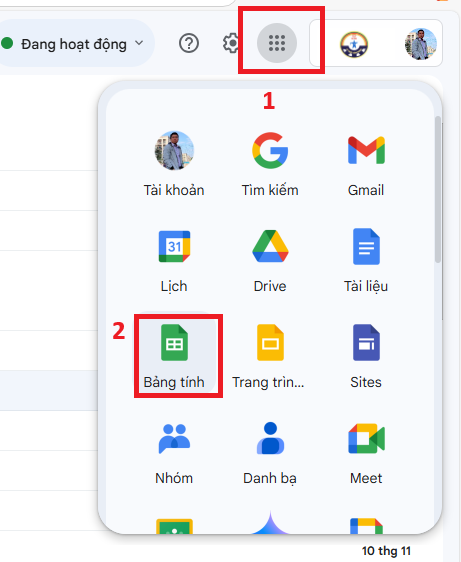 Đang hoạt động
1
Tài khoản
Tìm kiếm
Gmail
31
Lịch
Drive
Tài liệu
2
Bảng tính
Trang trìn...
Sites
Nhóm
Danh bạ
Meet
10 thg 11